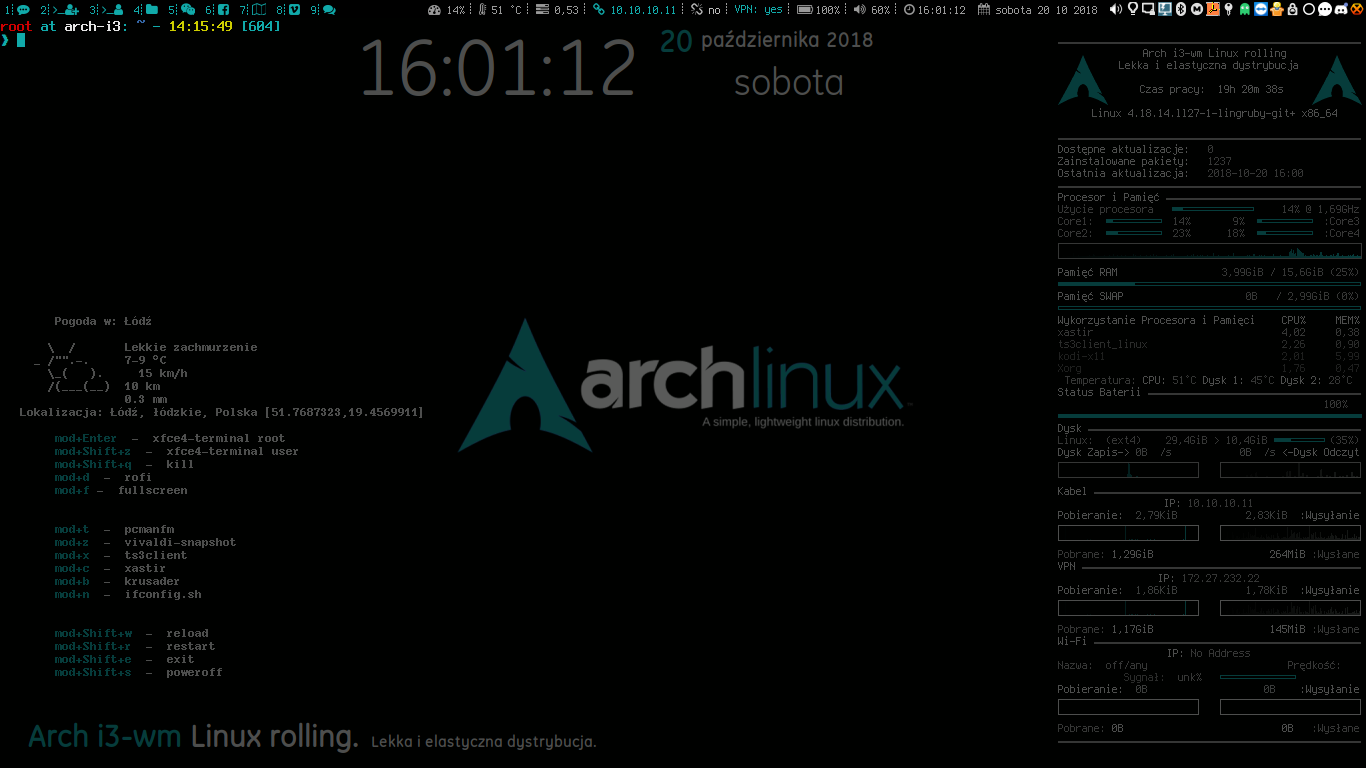 1 2 3 4 5 6 7 8 9 14% 51 °C 0,53 10.10.10.11 no VPN: yes 100% 60% 16:01:12 sobota 20 10 2018
root at arch-i3: ~ - 14:15:49 [604]
❯
16:01:12
20 października 2018
sobota
Pogoda w: Łódź
\ / Lekkie zachmurzenie
_ /"".-. 7-9 °C
\_( ). 15 km/h
/(___(__) 10 km
0.3 mm
Lokalizacja: Łódź, łódzkie, Polska [51.7687323,19.4569911]
mod+Enter - xfce4-terminal root
mod+Shift+z - xfce4-terminal user
mod+Shift+q - kill
mod+d - rofi
mod+f - fullscreen
mod+t - pcmanfm
mod+z - vivaldi-snapshot
mod+x - ts3client
mod+c - xastir
mod+b - krusader
mod+n - ifconfig.sh
mod+Shift+w - reload
mod+Shift+r - restart
mod+Shift+e - exit
mod+Shift+s - poweroff
archlinux™
A simple, lightweight linux distribution.
Arch i3-wm Linux rolling. Lekka i elastyczna dystrybucja.
Arch i3-wm Linux rolling
Lekka i elastyczna dystrybucja
Czas pracy: 19h 20m 38s
Linux 4.18.14.ll27-1-lingruby-git+ x86_64
Dostępne aktualizacje: 0
Zainstalowane pakiety: 1237
Ostatnia aktualizacja: 2018-10-20 16:00
Procesor i Pamięć
Użycie procesora 14% @ 1,69GHz
Core1: 14% 9% :Core3
Core2: 23% 18% :Core4
Pamięć RAM 3,99GiB / 15,6GiB (25%)
Pamięć SWAP 0B / 2,99GiB (0%)
Wykorzystanie Procesora i Pamięci CPU% MEM%
xastir 4,02 0,38
ts3client_linux 2,26 0,90
kodi-x11 2,01 5,99
Xorg 1,76 0,47
Temperatura: CPU: 51°C Dysk 1: 45°C Dysk 2: 28°C
Status Baterii
100%
Dysk
Linux: (ext4) 29,4GiB > 10,4GiB (35%)
Dysk Zapis-> 0B /s 0B /s <-Dysk Odczyt
Kabel
IP: 10.10.10.11
Pobieranie: 2,79KiB 2,83KiB :Wysyłanie
Pobrane: 1,29GiB 264MiB :Wysłane
VPN
IP: 172.27.232.22
Pobieranie: 1,86KiB 1,78KiB :Wysyłanie
Pobrane: 1,17GiB 145MiB :Wysłane
Wi-Fi
IP: No Address
Nazwa: off/any Prędkość:
Sygnał: unk%
Pobieranie: 0B 0B :Wysyłanie
Pobrane: 0B 0B :Wysłane